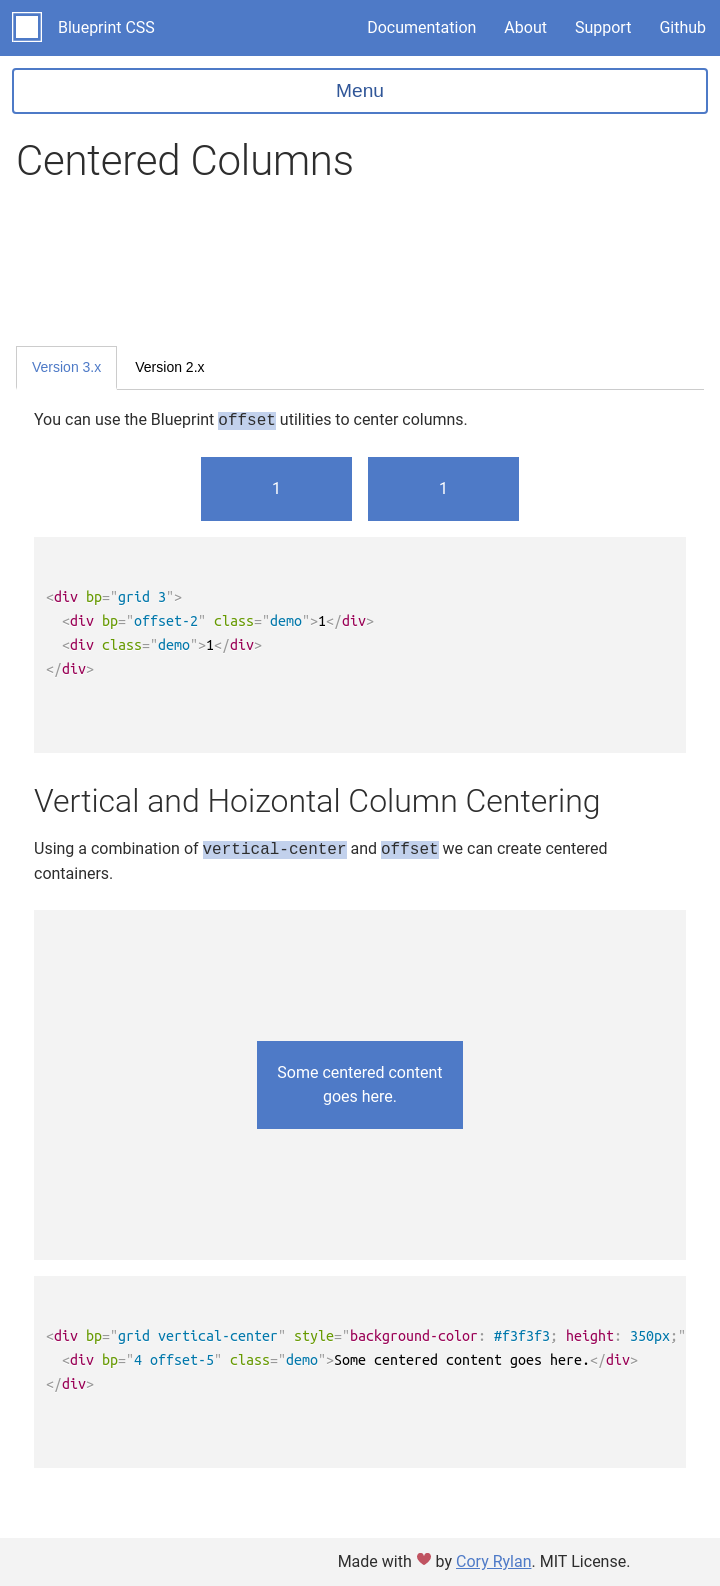 Blueprint CSS Documentation About Support Github
Menu
Centered Columns
Version 3.x Version 2.x
You can use the Blueprint offset utilities to center columns.
1 1
<div bp="grid 3">
  <div bp="offset-2" class="demo">1</div>
  <div class="demo">1</div>
</div>
Vertical and Hoizontal Column Centering
Using a combination of vertical-center and offset we can create centered
containers.
Some centered content
goes here.
<div bp="grid vertical-center" style="background-color: #f3f3f3; height: 350px;"
  <div bp="4 offset-5" class="demo">Some centered content goes here.</div>
</div>
Made with ❤ by Cory Rylan. MIT License.